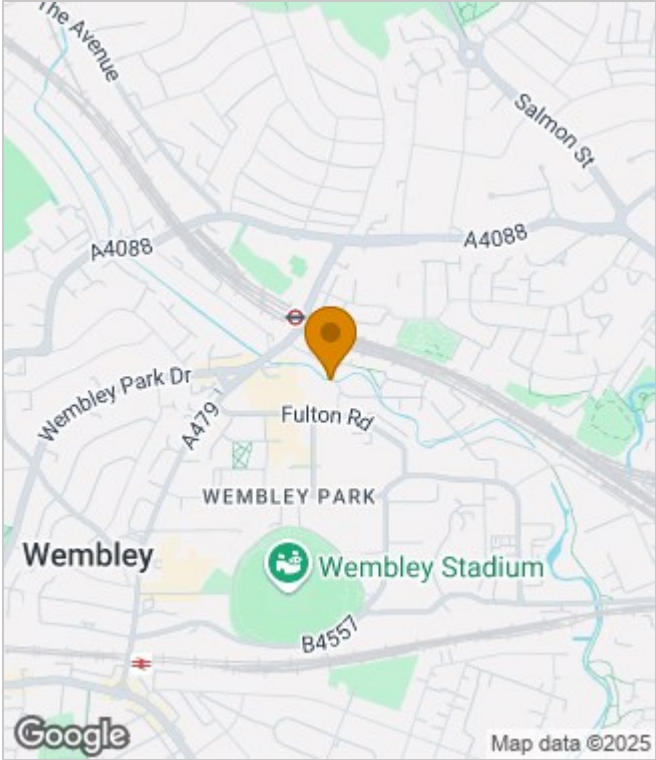 The Avenue
Salmon St
A4088
A4088
Wembley Park Dr
A479
Fulton Rd
WEMBLEY PARK
Wembley
Wembley Stadium
B4557
Google
Map data ©2025